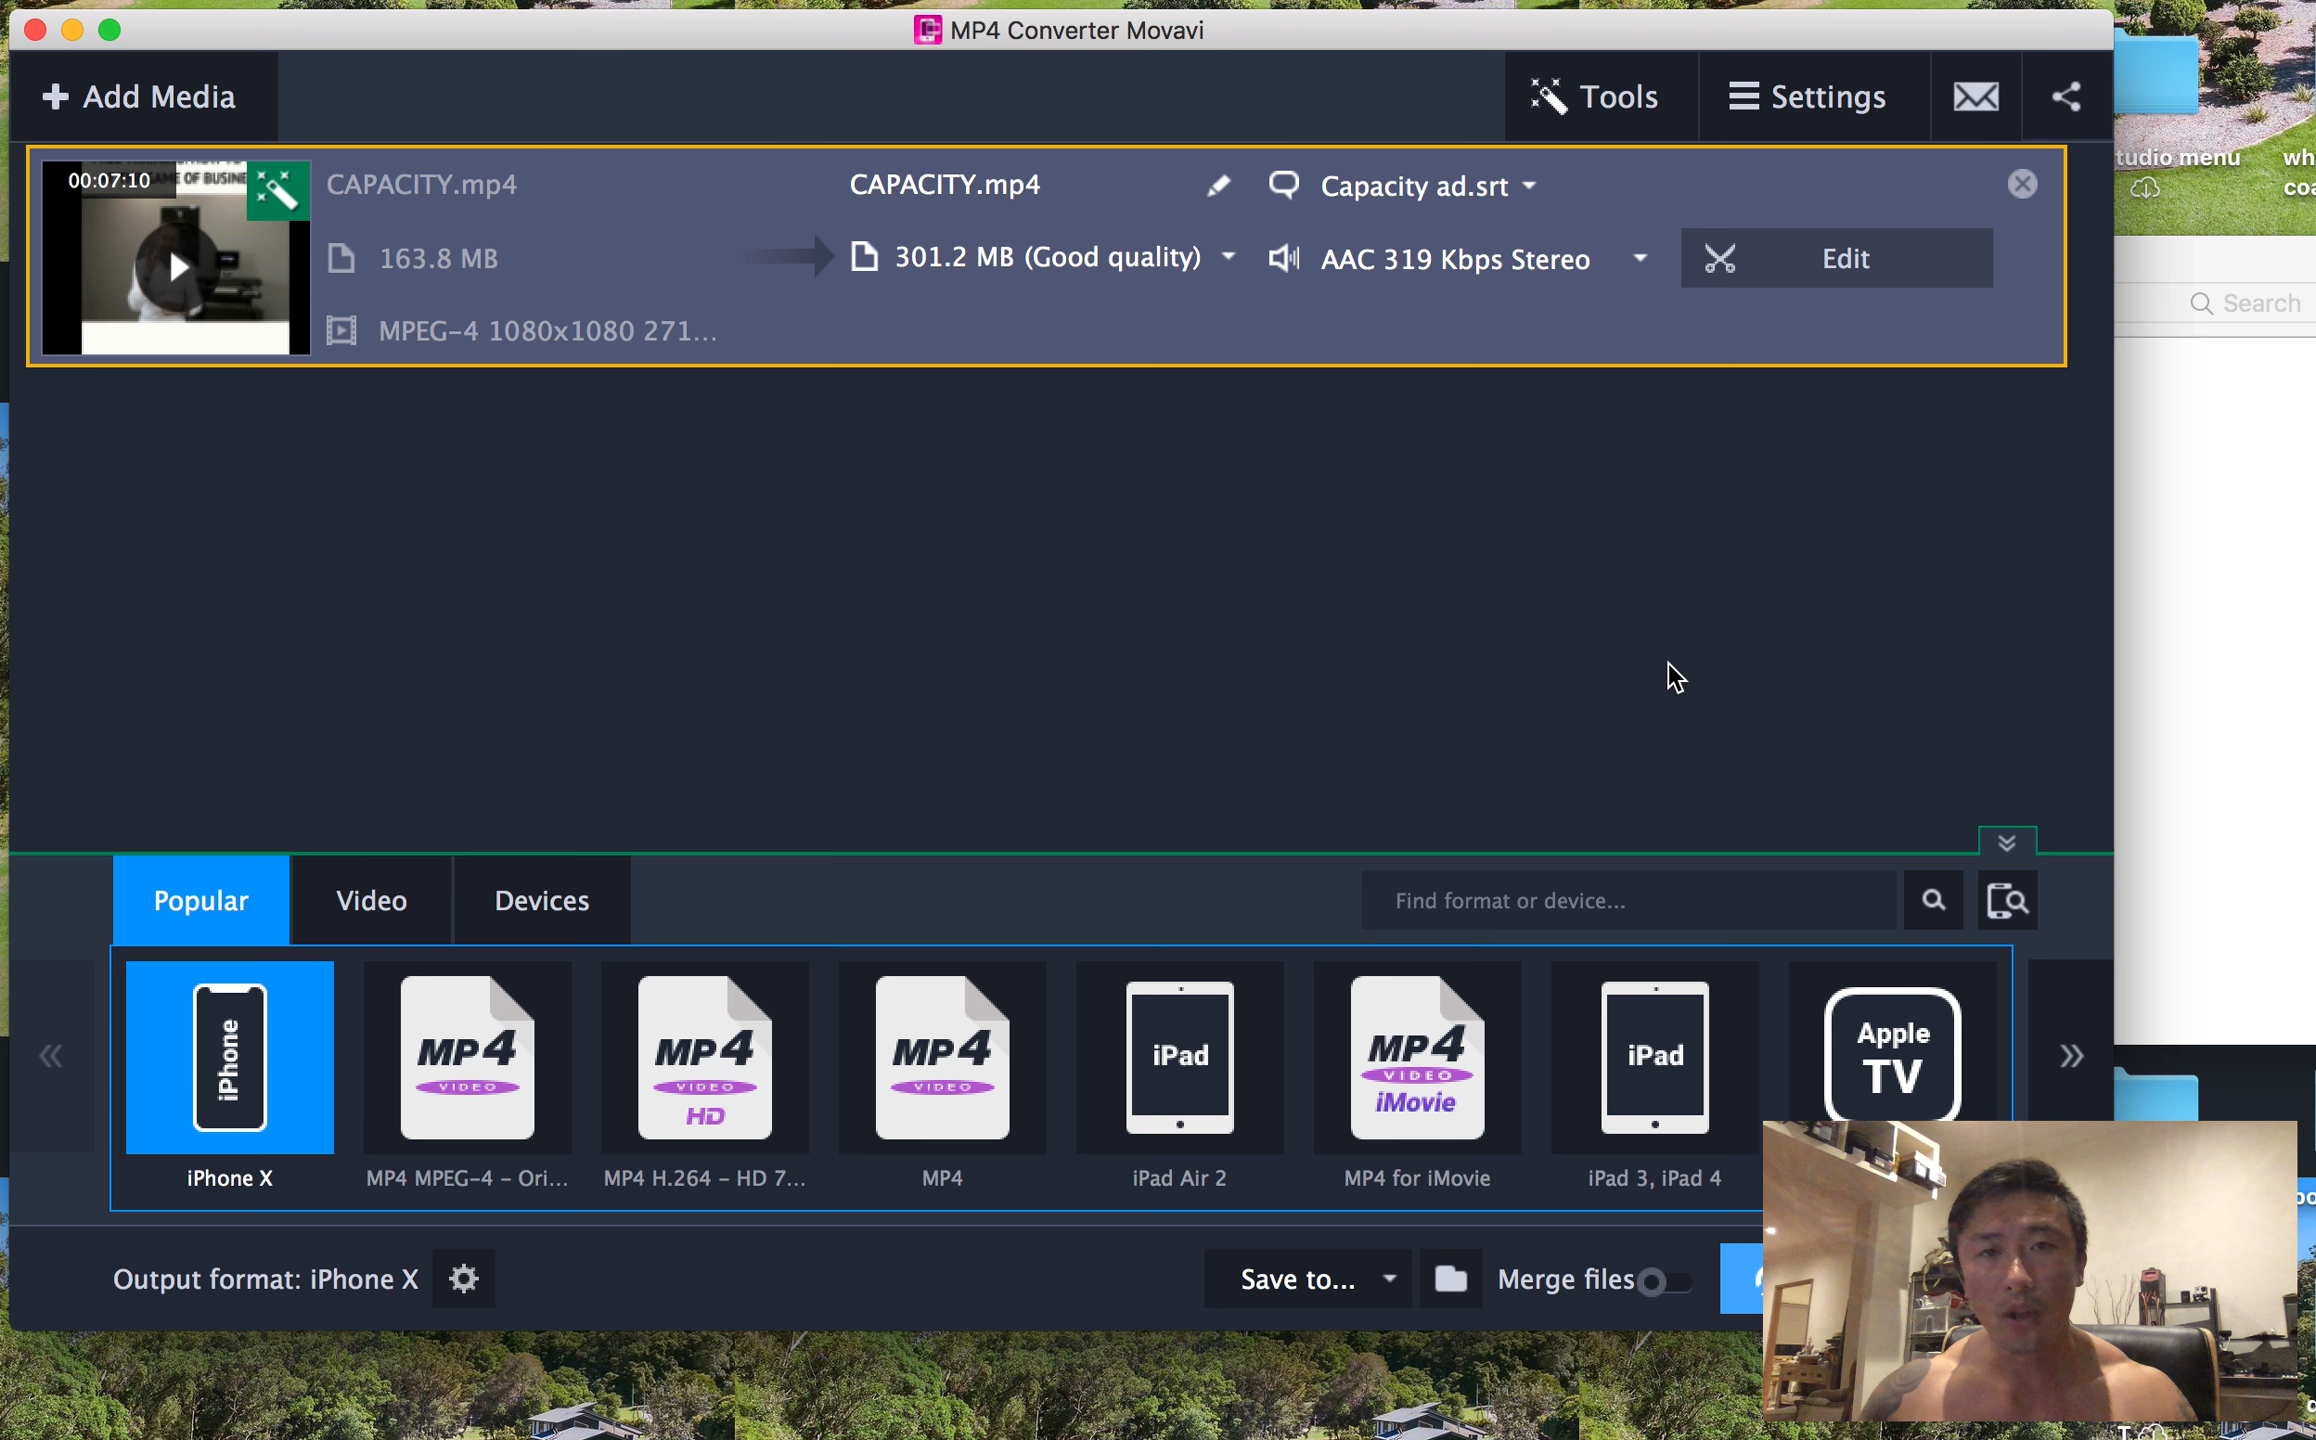 MP4 Converter Movavi
Add Media
Tools
Settings
00:07:10
CAPACITY.mp4
CAPACITY.mp4
Capacity ad.srt
163.8 MB
301.2 MB (Good quality)
AAC 319 Kbps Stereo
Edit
MPEG-4 1080x1080 271...
tudio menu
Search
Popular
Video
Devices
Find format or device...
iPhone
MP4
VIDEO
MP4
VIDEO
HD
MP4
VIDEO
iPad
MP4
VIDEO
iMovie
iPad
Apple
TV
iPhone X
MP4 MPEG-4 – Ori...
MP4 H.264 – HD 7...
MP4
iPad Air 2
MP4 for iMovie
iPad 3, iPad 4
Output format: iPhone X
Save to...
Merge files